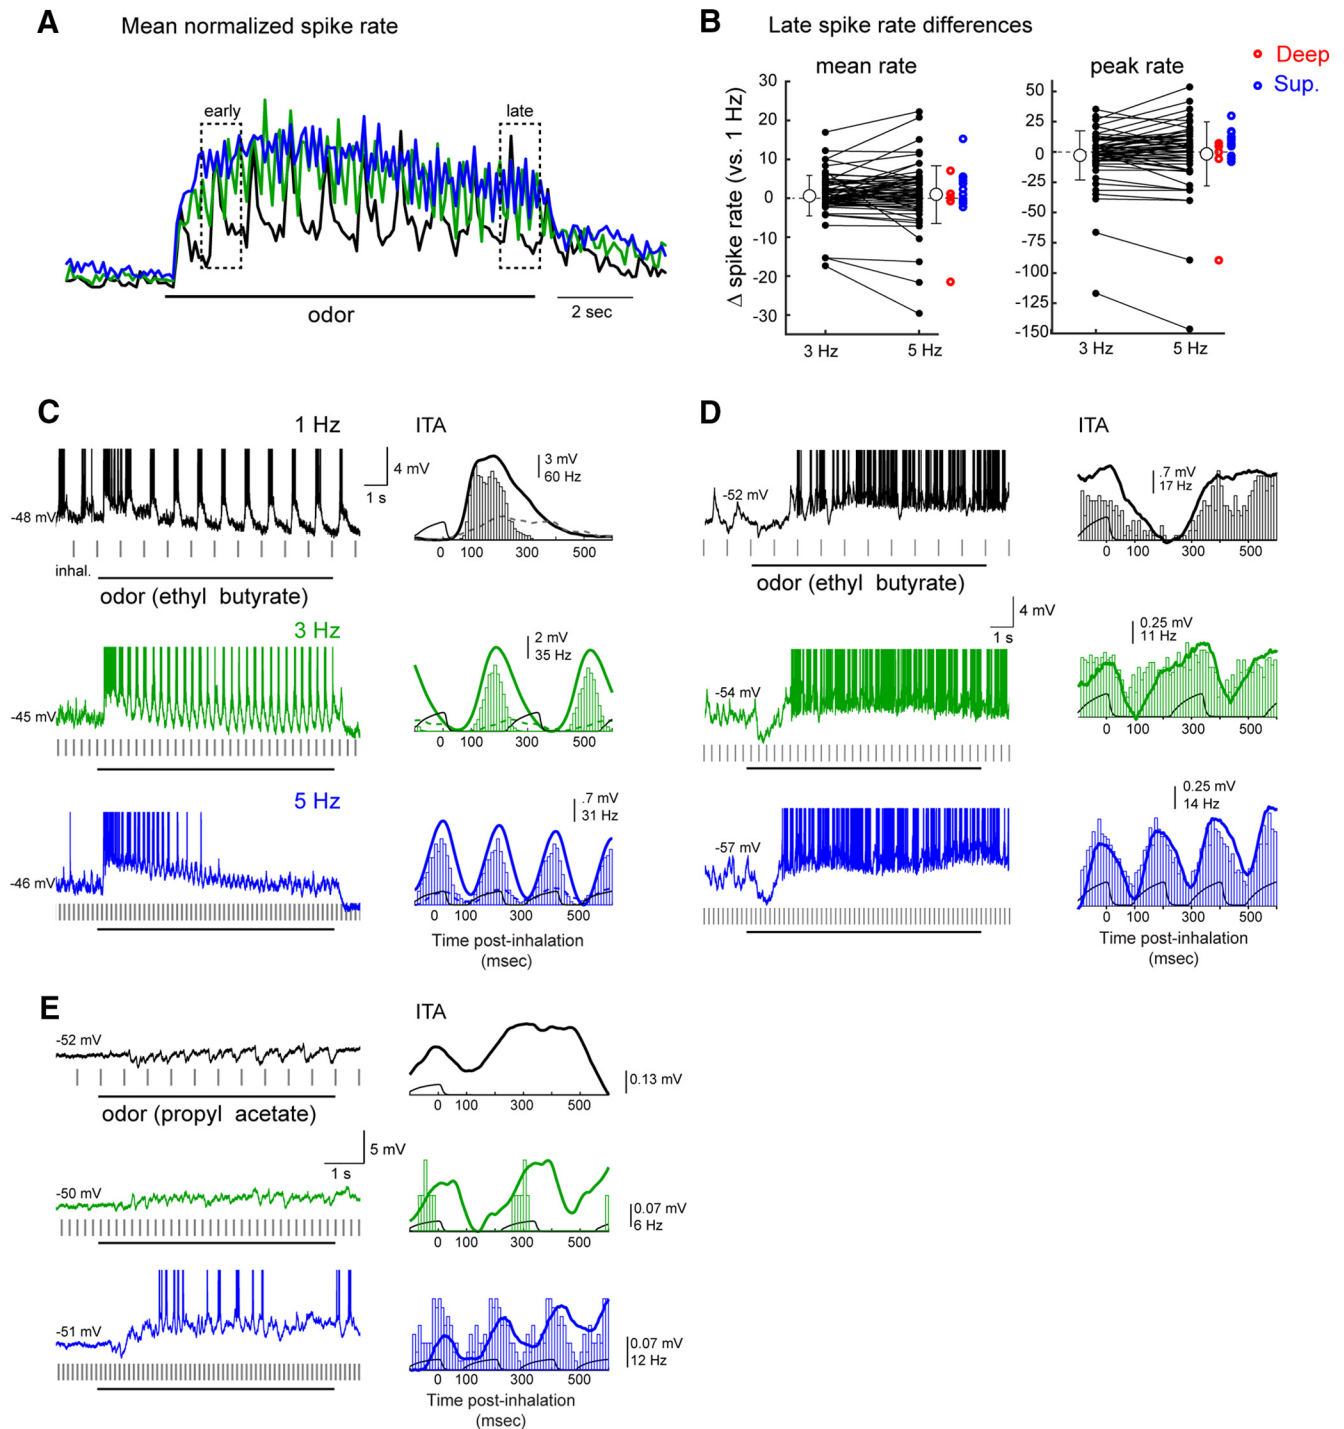 A
Mean normalized spike rate
early
late
odor
2 sec
B
Late spike rate differences
Deep
Sup.
mean rate
peak rate
Δ spike rate (vs. 1 Hz)
30
20
10
0
-10
-20
-30
3 Hz
5 Hz
50
25
0
-25
-50
-75
-100
-125
-150
3 Hz
5 Hz
C
1 Hz
ITA
4 mV
1 s
3 mV
60 Hz
-48 mV
inhal.
0 100 300 500
odor (ethyl butyrate)
3 Hz
2 mV
35 Hz
-45 mV
0 100 300 500
5 Hz
.7 mV
31 Hz
-46 mV
0 100 300 500
Time post-inhalation
(msec)
D
ITA
-52 mV
.7 mV
17 Hz
0 100 300 500
odor (ethyl butyrate)
4 mV
1 s
0.25 mV
11 Hz
-54 mV
0 100 300 500
0.25 mV
14 Hz
-57 mV
0 100 300 500
Time post-inhalation
(msec)
E
ITA
-52 mV
0.13 mV
0 100 300 500
odor (propyl acetate)
5 mV
1 s
-50 mV
0.07 mV
6 Hz
0 100 300 500
-51 mV
0.07 mV
12 Hz
0 100 300 500
Time post-inhalation
(msec)